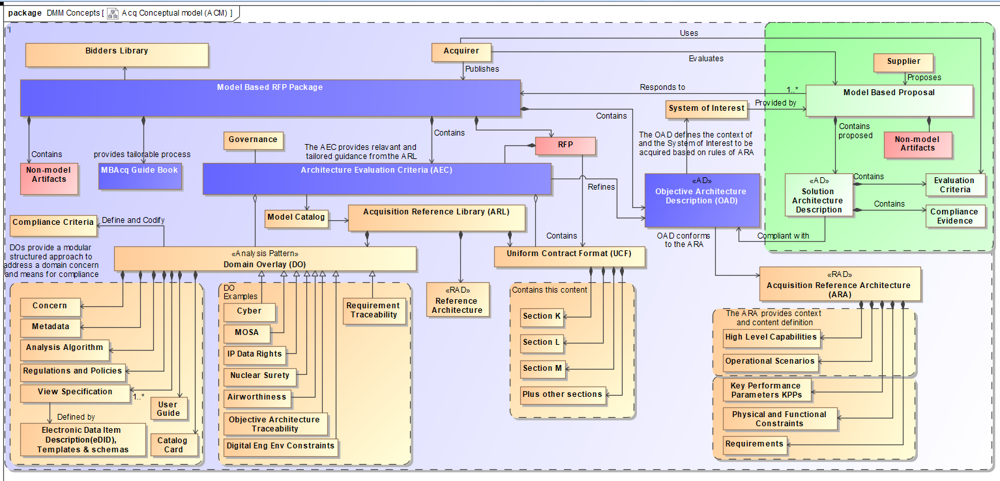 package DMM Concepts [ Acq Conceptual model (ACM) ]
Uses
Bidders Library
Acquirer
Evaluates
Supplier
Publishes
Proposes
Model Based RFP Package
Responds to
1..*
Model Based Proposal
System of Interest
Provided by
Contains
Contains
Contains
proposed
Governance
The AEC provides relevant and
tailored guidance from the ARL
RFP
The OAD defines the context of
and the System of Interest to be
acquired based on rules of ARA
Non-model
Artifacts
Contains
provides tailorable process
Non-model
Artifacts
MBAcq Guide Book
Architecture Evaluation Criteria (AEC)
Refines
«AD»
Objective Architecture
Description (OAD)
«AD»
Solution
Architecture
Description
Contains
Evaluation
Criteria
Contains
Compliance
Evidence
Compliance Criteria
Define and Codify
Model Catalog
Acquisition Reference Library (ARL)
Contains
OAD conforms
to the ARA
Compliant with
DOs provide a modular
structured approach to
address a domain concern
and means for compliance
«Analysis Pattern»
Domain Overlay (DO)
Uniform Contract Format (UCF)
«RAD»
Acquisition Reference Architecture
(ARA)
Concern
Metadata
Analysis Algorithm
Regulations and Policies
View Specification
1..*
User
Guide
Defined by
Electronic Data Item
Description(eDID),
Templates & schemas
Catalog
Card
DO
Examples
Cyber
MOSA
IP Data Rights
Nuclear Surety
Airworthiness
Objective Architecture
Traceability
Digital Eng Env Constraints
Requirement
Traceability
«RAD»
Reference
Architecture
Contains this content
Section K
Section L
Section M
Plus other sections
The ARA provides context
and content definition
High Level Capabilities
Operational Scenarios
Key Performance
Parameters KPPs
Physical and Functional
Constraints
Requirements